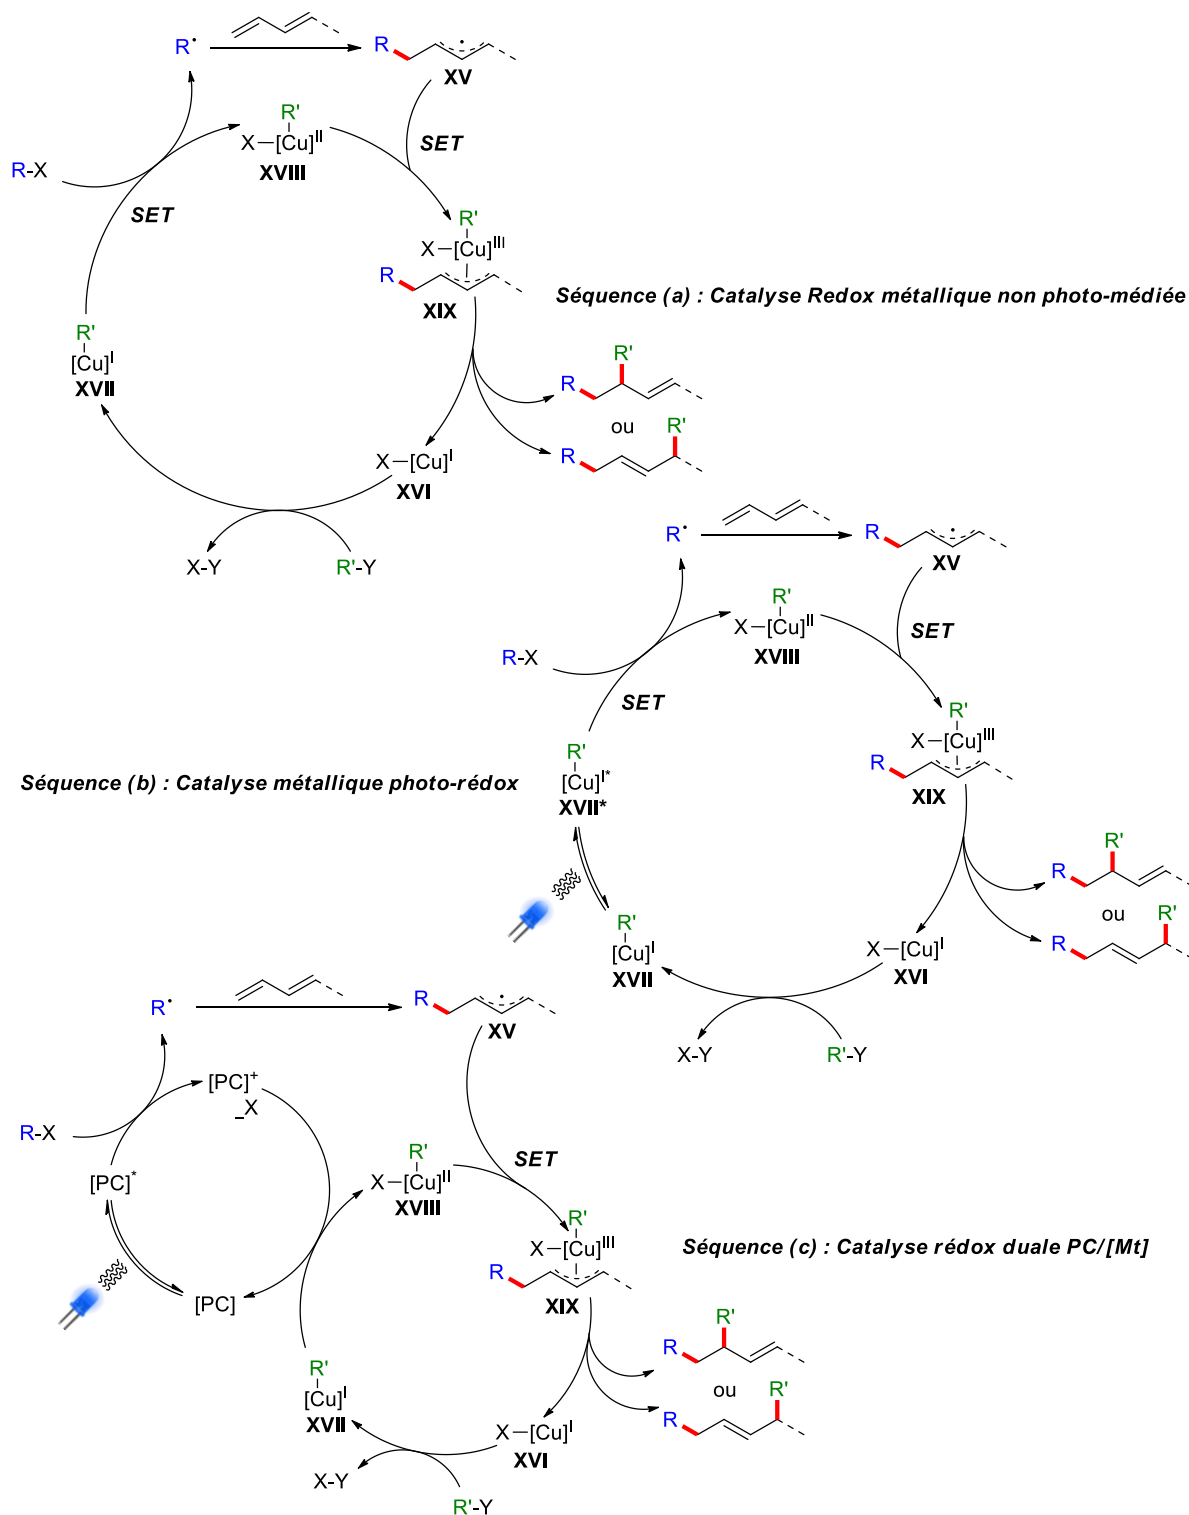 R•
R
XV
R'
X—[Cu]II
XVIII
SET
R-X
SET
R'
X—[Cu]III
R
XIX
Séquence (a) : Catalyse Redox métallique non photo-médiée
R'
[Cu]I
XVII
R'
R
ou
R'
R
X—[Cu]I
XVI
X-Y
R'-Y
R•
R
XV
R'
X—[Cu]II
XVIII
SET
R-X
SET
R'
X—[Cu]III
R
XIX
R'
[Cu]I*
XVII*
Séquence (b) : Catalyse métallique photo-rédox
R'
R
ou
R'
R
R'
[Cu]I
XVII
X—[Cu]I
XVI
X-Y
R'-Y
R•
R
XV
[PC]+
_X
R-X
[PC]*
R'
X—[Cu]II
XVIII
SET
R'
X—[Cu]III
R
XIX
Séquence (c) : Catalyse rédox duale PC/[Mt]
[PC]
R'
R
ou
R'
R
R'
[Cu]I
XVII
X—[Cu]I
XVI
X-Y
R'-Y